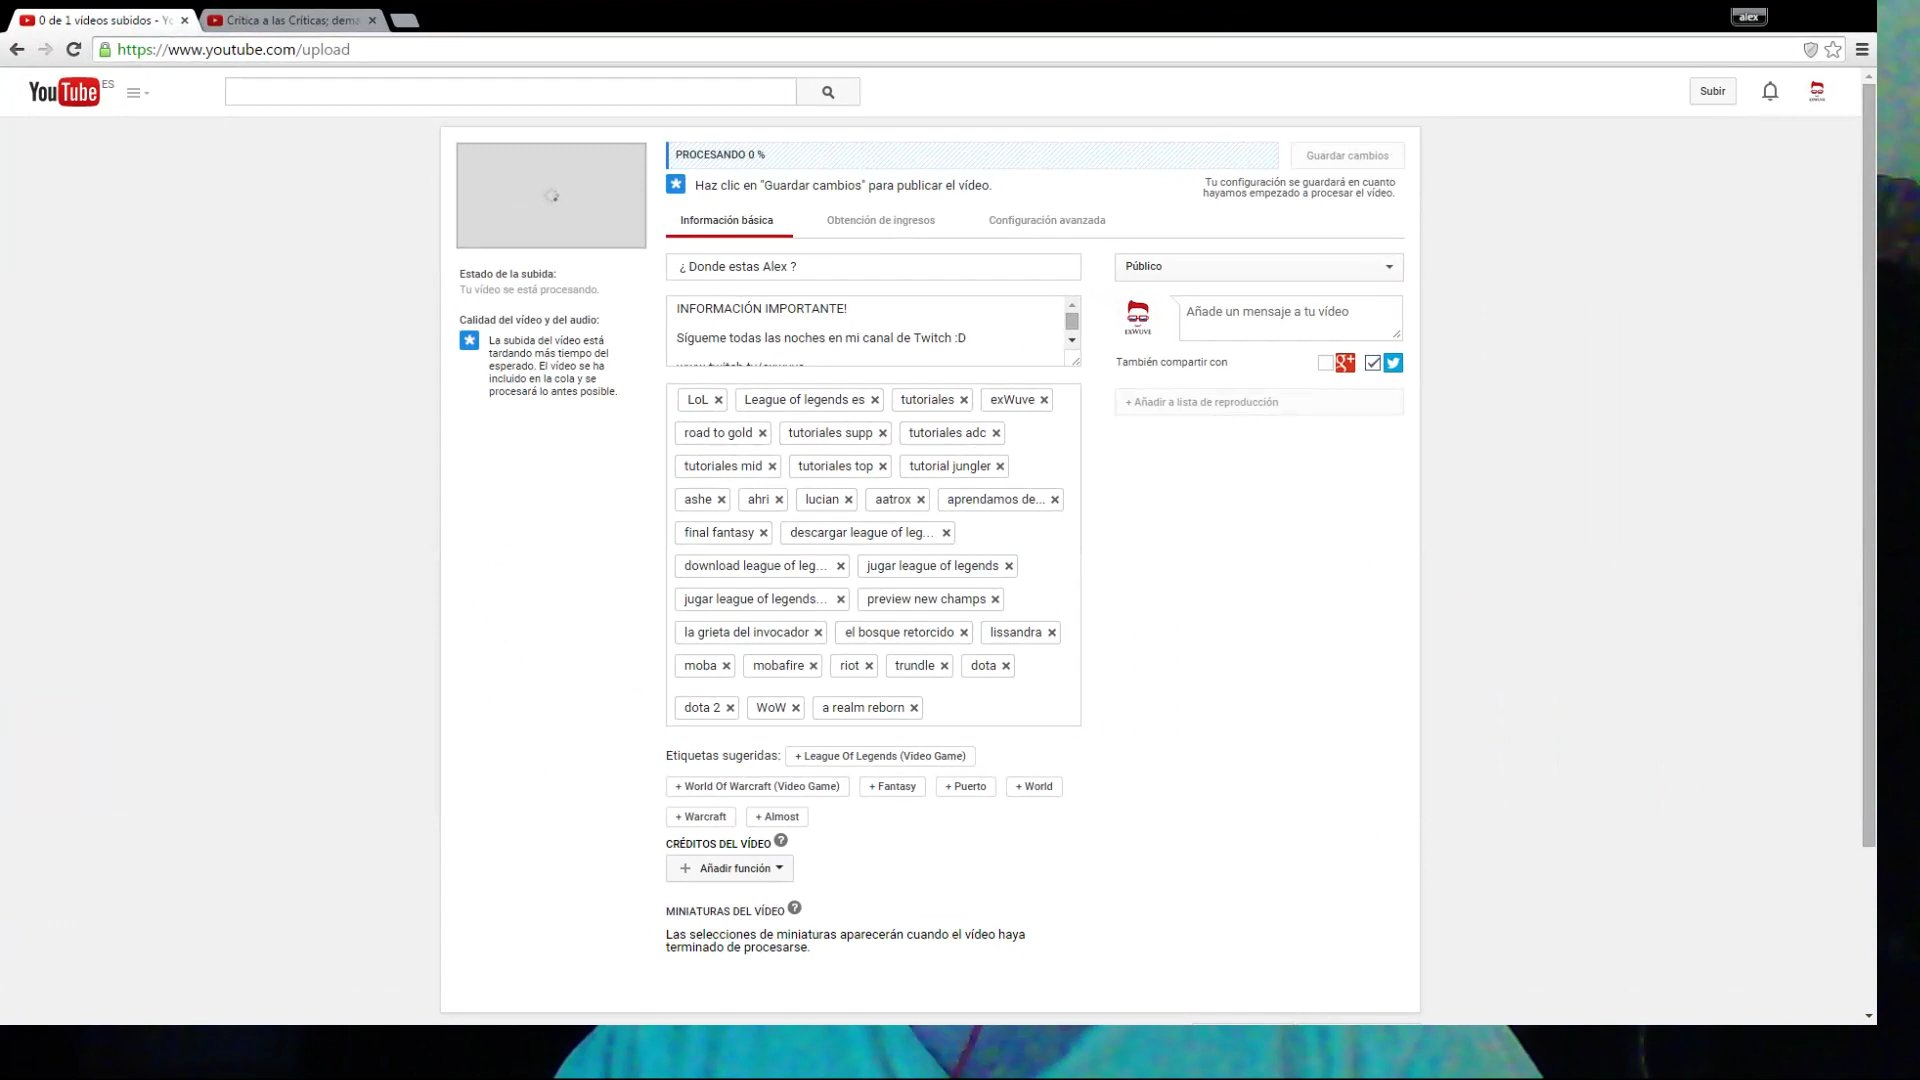 0 de 1 vídeos subidos - Yo
Critica a las Críticas; dema
alex
https://www.youtube.com/upload
YouTube ES
Subir
PROCESANDO 0 %
Guardar cambios
Haz clic en "Guardar cambios" para publicar el vídeo.
Tu configuración se guardará en cuanto
hayamos empezado a procesar el vídeo.
Información básica
Obtención de ingresos
Configuración avanzada
Estado de la subida:
Tu vídeo se está procesando.
Calidad del vídeo y del audio:
La subida del vídeo está
tardando más tiempo del
esperado. El vídeo se ha
incluido en la cola y se
procesará lo antes posible.
¿ Donde estas Alex ?
INFORMACIÓN IMPORTANTE!
Sígueme todas las noches en mi canal de Twitch :D
www.twitch.tv/exwuve
Público
EXWUVE
Añade un mensaje a tu vídeo
También compartir con
+ Añadir a lista de reproducción
LoL League of legends es tutoriales exWuve
road to gold tutoriales supp tutoriales adc
tutoriales mid tutoriales top tutorial jungler
ashe ahri lucian aatrox aprendamos de...
final fantasy descargar league of leg...
download league of leg... jugar league of legends
jugar league of legends... preview new champs
la grieta del invocador el bosque retorcido lissandra
moba mobafire riot trundle dota
dota 2 WoW a realm reborn
Etiquetas sugeridas: + League Of Legends (Video Game)
+ World Of Warcraft (Video Game) + Fantasy + Puerto + World
+ Warcraft + Almost
CRÉDITOS DEL VÍDEO
Añadir función
MINIATURAS DEL VÍDEO
Las selecciones de miniaturas aparecerán cuando el vídeo haya
terminado de procesarse.